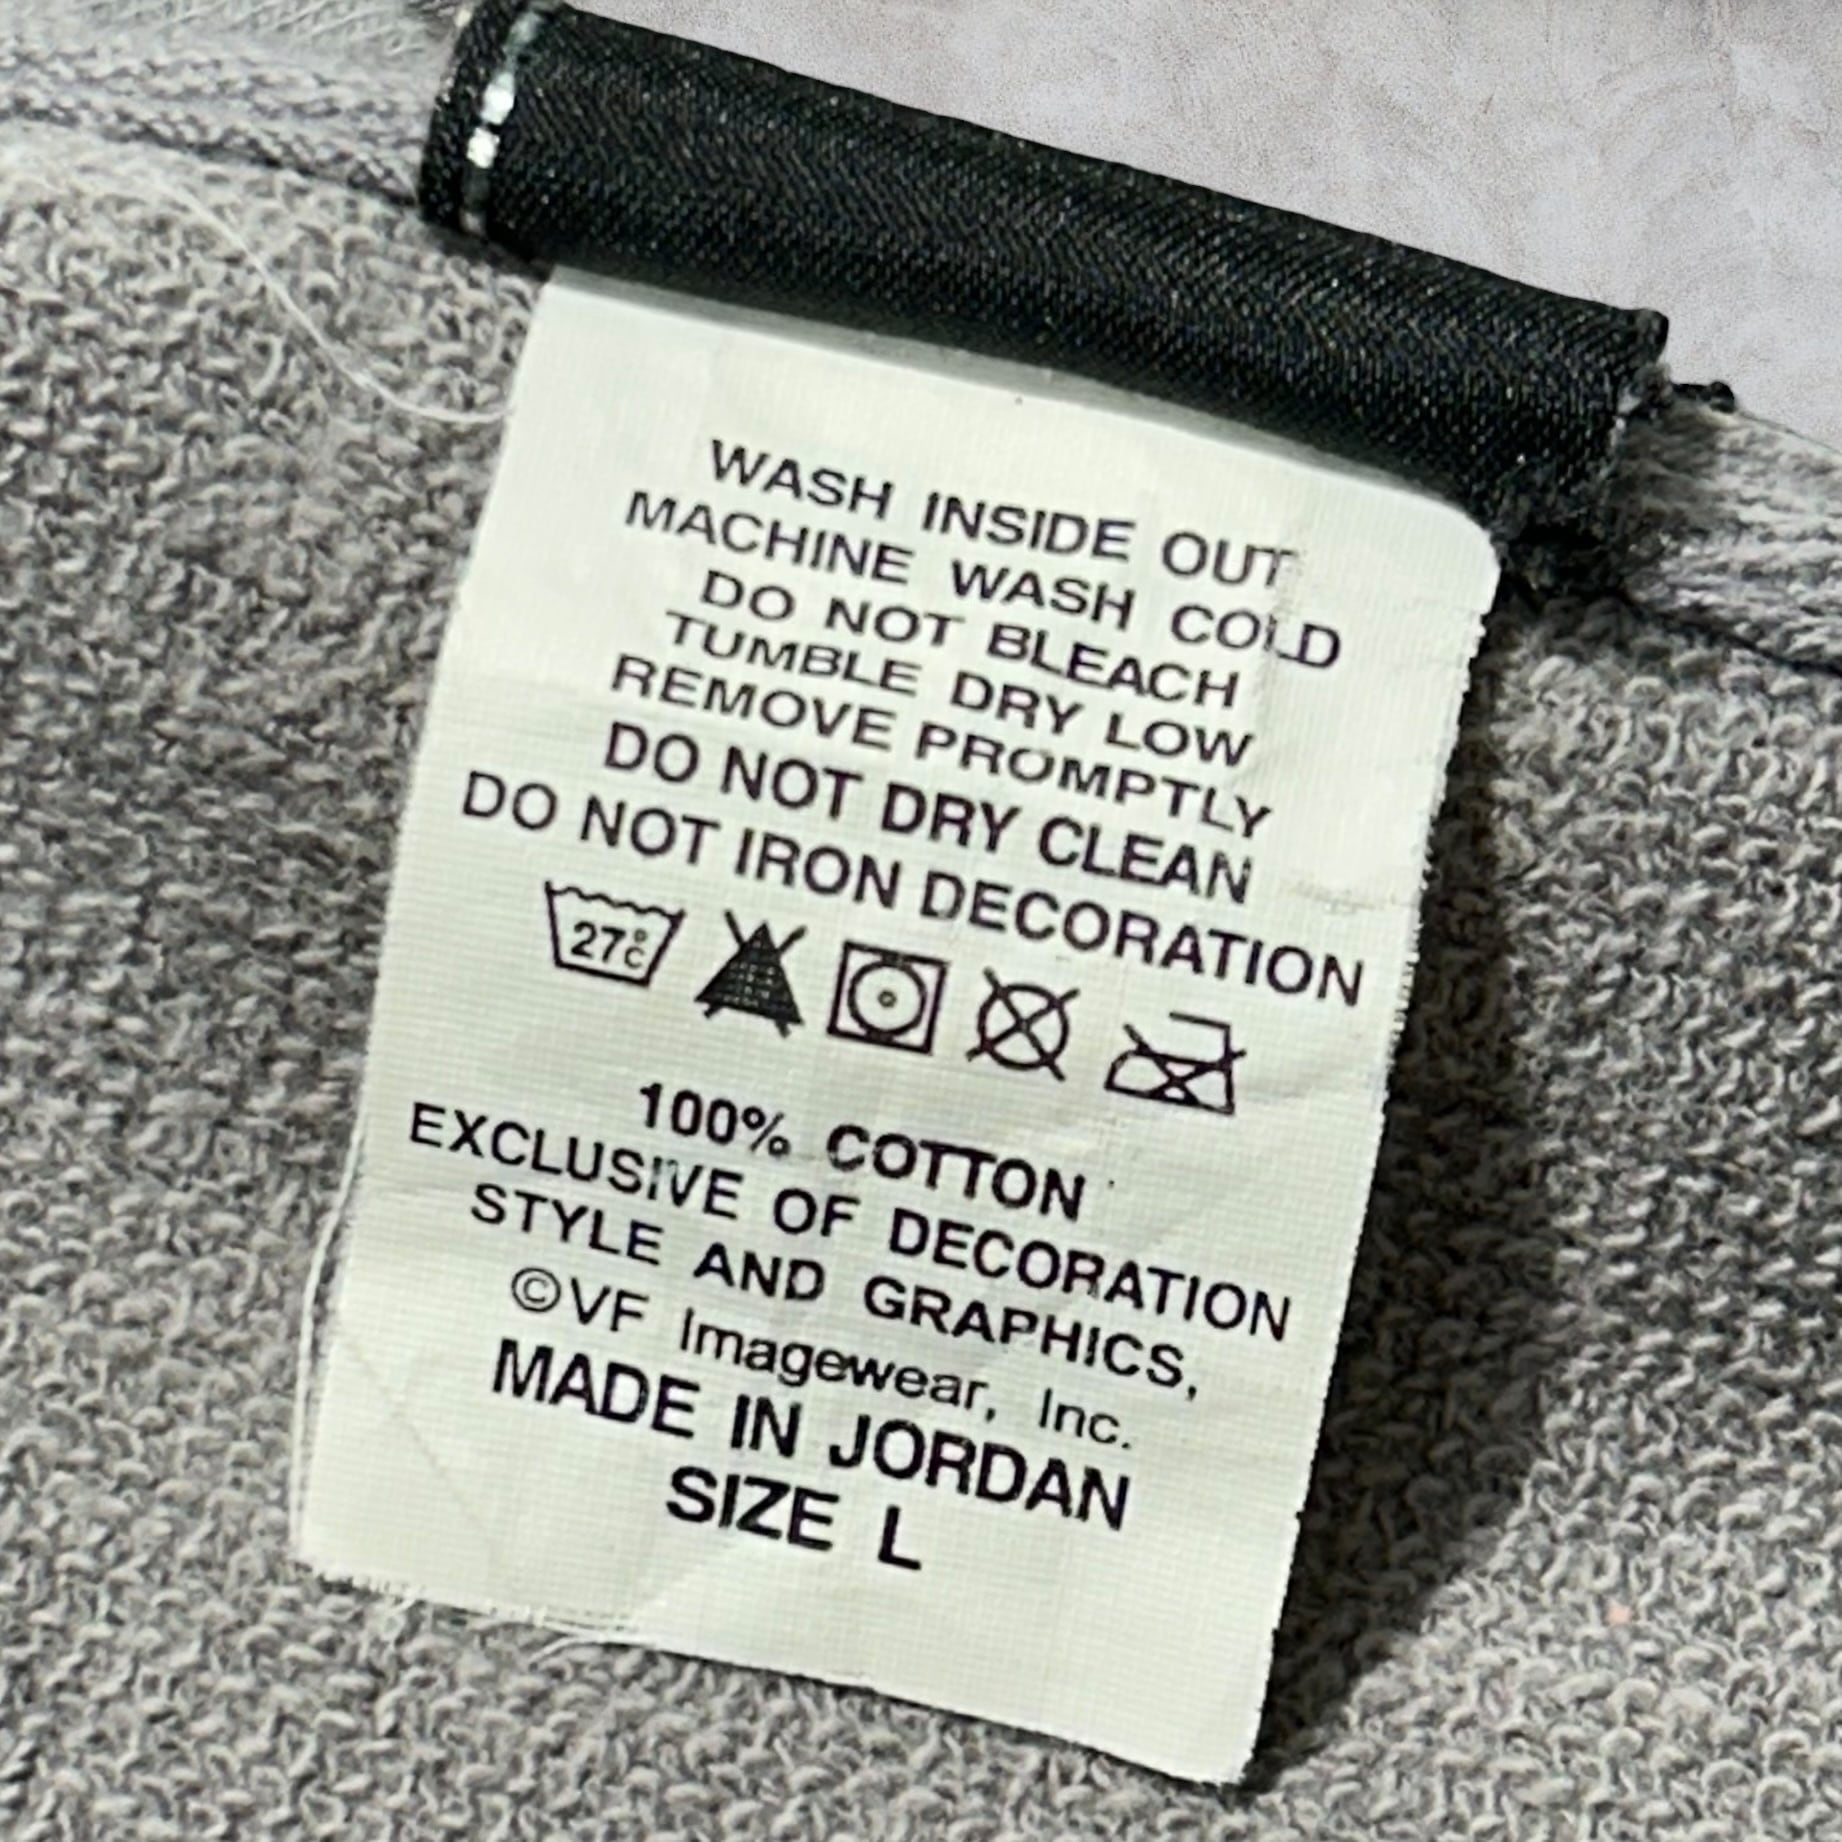 WASH INSIDE OUT
MACHINE WASH COLD
DO NOT BLEACH
TUMBLE DRY LOW
REMOVE PROMPTLY
DO NOT DRY CLEAN
DO NOT IRON DECORATION
27°C
100% COTTON
EXCLUSIVE OF DECORATION
STYLE AND GRAPHICS,
©VF Imagewear, Inc.
MADE IN JORDAN
SIZE L